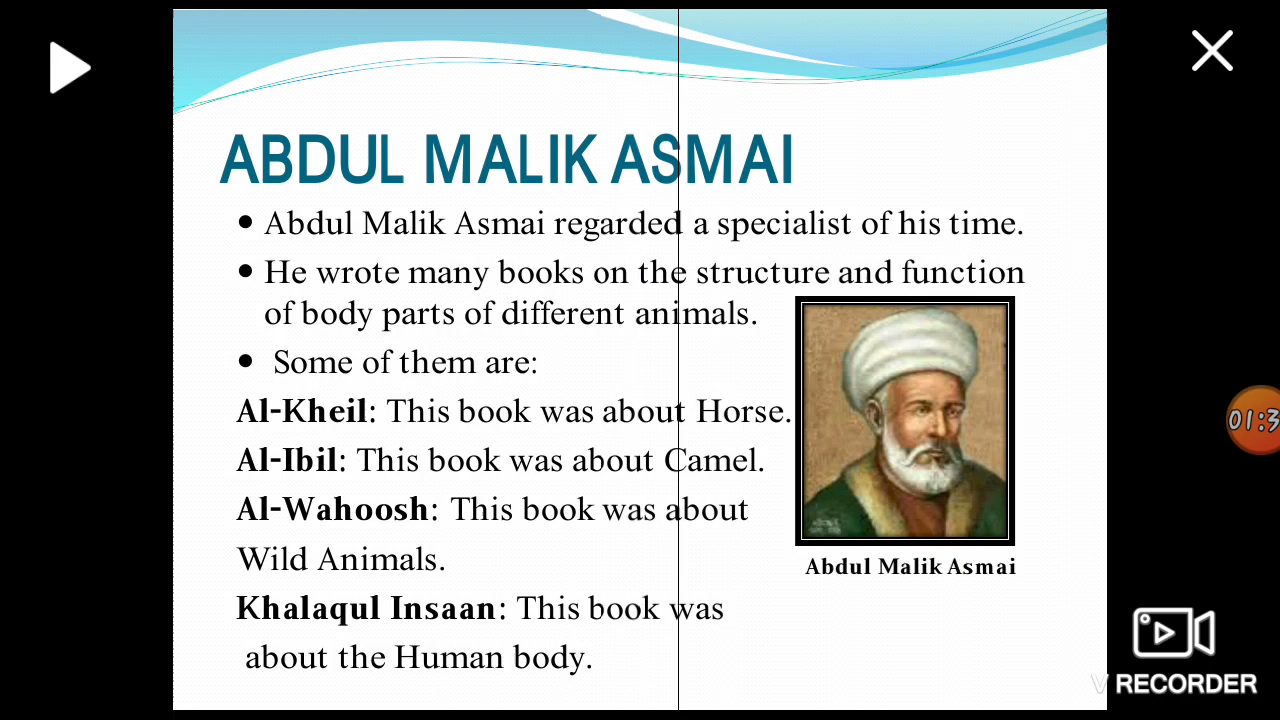 ABDUL MALIK ASMAI
• Abdul Malik Asmai regarded a specialist of his time.
• He wrote many books on the structure and function
of body parts of different animals.
• Some of them are:
Al-Kheil: This book was about Horse.
Al-Ibil: This book was about Camel.
Al-Wahoosh: This book was about
Wild Animals.
Khalaqul Insaan: This book was
about the Human body.
Abdul Malik Asmai
01:3
V RECORDER